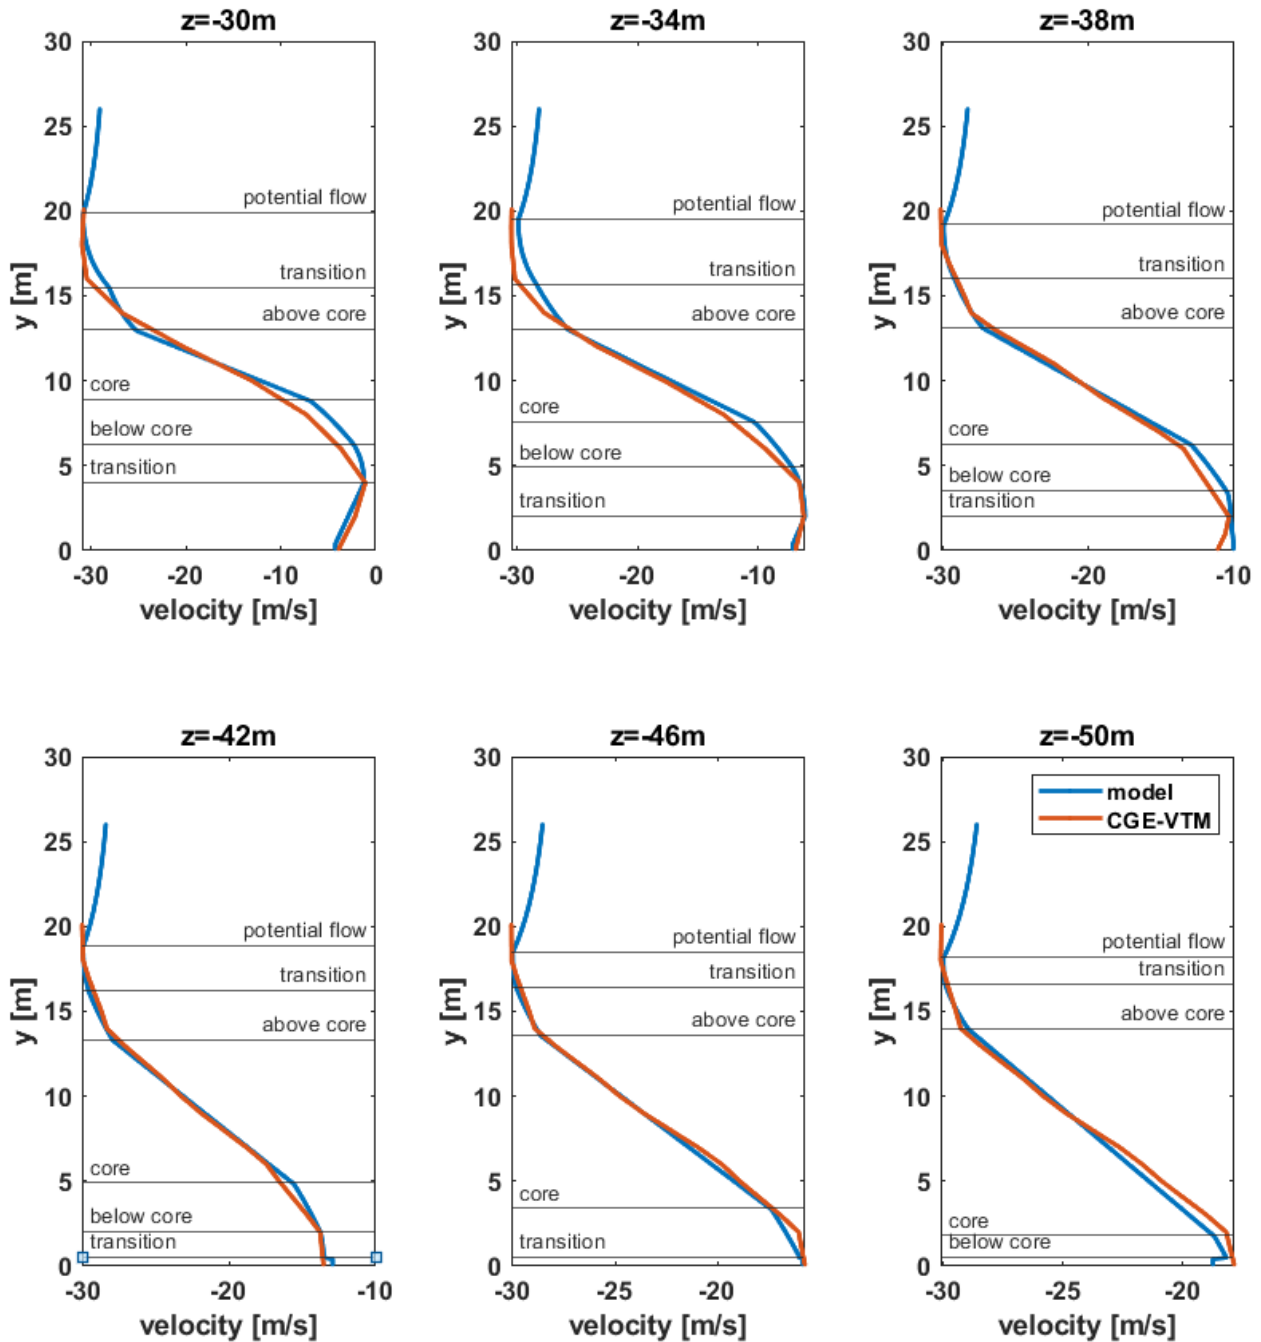 z=-30m
30
25
20
15
10
5
0
y [m]
potential flow
transition
above core
core
below core
transition
-30
-20
-10
0
velocity [m/s]
z=-34m
30
25
20
15
10
5
0
y [m]
potential flow
transition
above core
core
below core
transition
-30
-20
-10
velocity [m/s]
z=-38m
30
25
20
15
10
5
0
y [m]
potential flow
transition
above core
core
below core
transition
-30
-20
-10
velocity [m/s]
z=-42m
30
25
20
15
10
5
0
y [m]
potential flow
transition
above core
core
below core
transition
-30
-20
-10
velocity [m/s]
z=-46m
30
25
20
15
10
5
0
y [m]
potential flow
transition
above core
core
transition
-30
-25
-20
velocity [m/s]
z=-50m
model
CGE-VTM
30
25
20
15
10
5
0
y [m]
potential flow
transition
above core
core
below core
-30
-25
-20
velocity [m/s]